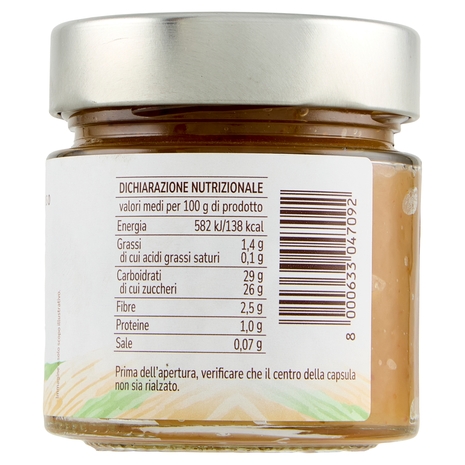 DICHIARAZIONE NUTRIZIONALE
valori medi per 100 g di prodotto
Energia 582 kJ/138 kcal
Grassi 1,4 g
di cui acidi grassi saturi 0,1 g
Carboidrati 29 g
di cui zuccheri 26 g
Fibre 2,5 g
Proteine 1,0 g
Sale 0,07 g
Prima dell'apertura, verificare che il centro della capsula
non sia rialzato.
8 000633 047092